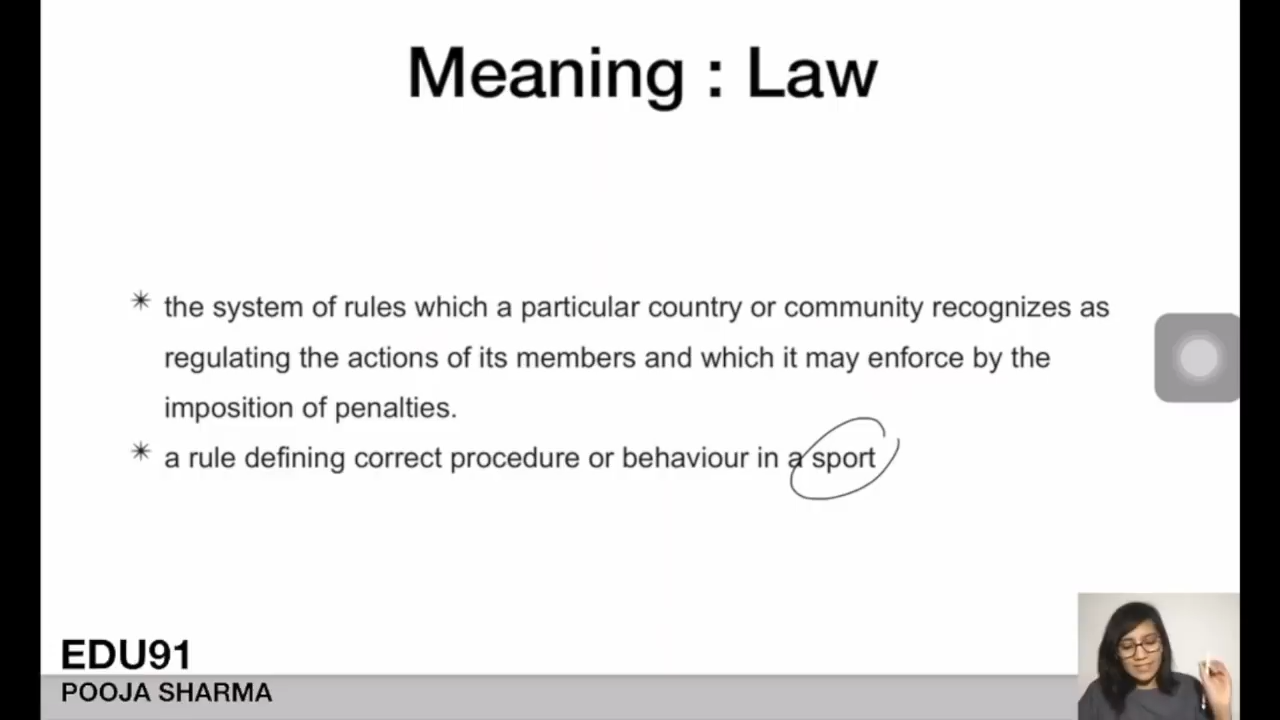 Meaning : Law
* the system of rules which a particular country or community recognizes as
regulating the actions of its members and which it may enforce by the
imposition of penalties.
* a rule defining correct procedure or behaviour in a sport
EDU91
POOJA SHARMA